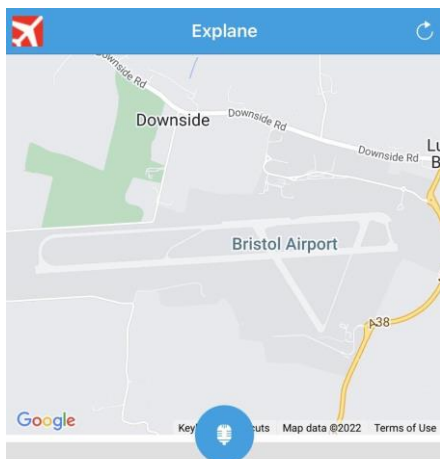 Explane
Downside Rd
Downside
Downside Rd
Downside Rd
Bristol Airport
A38
Google
Map data ©2022
Terms of Use